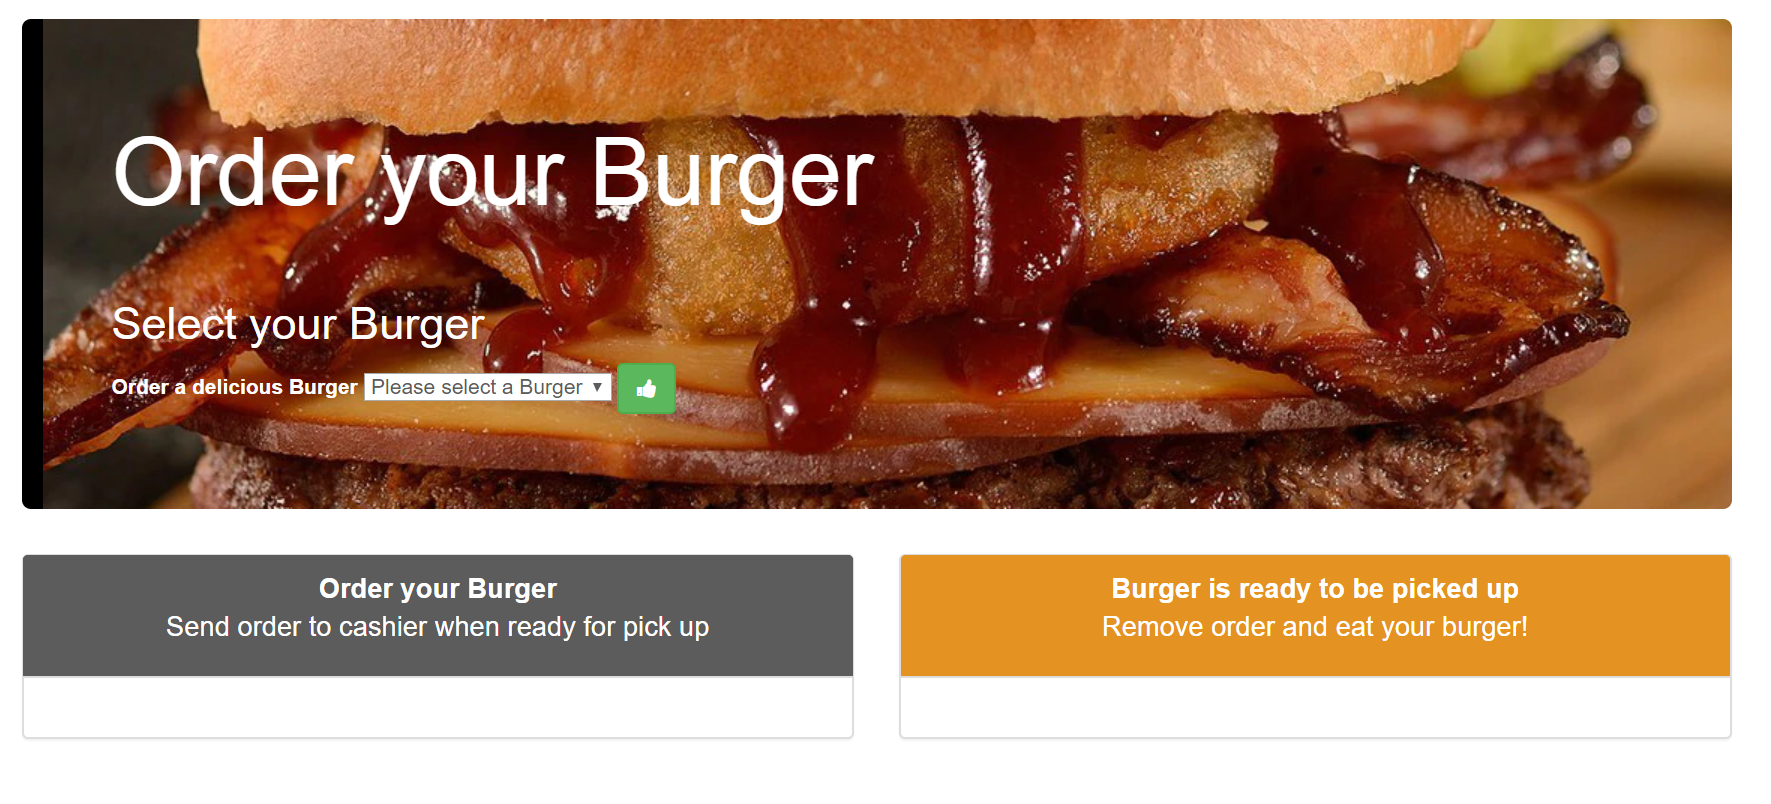 Order your Burger
Select your Burger
Order a delicious Burger Please select a Burger
Order your Burger
Send order to cashier when ready for pick up
Burger is ready to be picked up
Remove order and eat your burger!